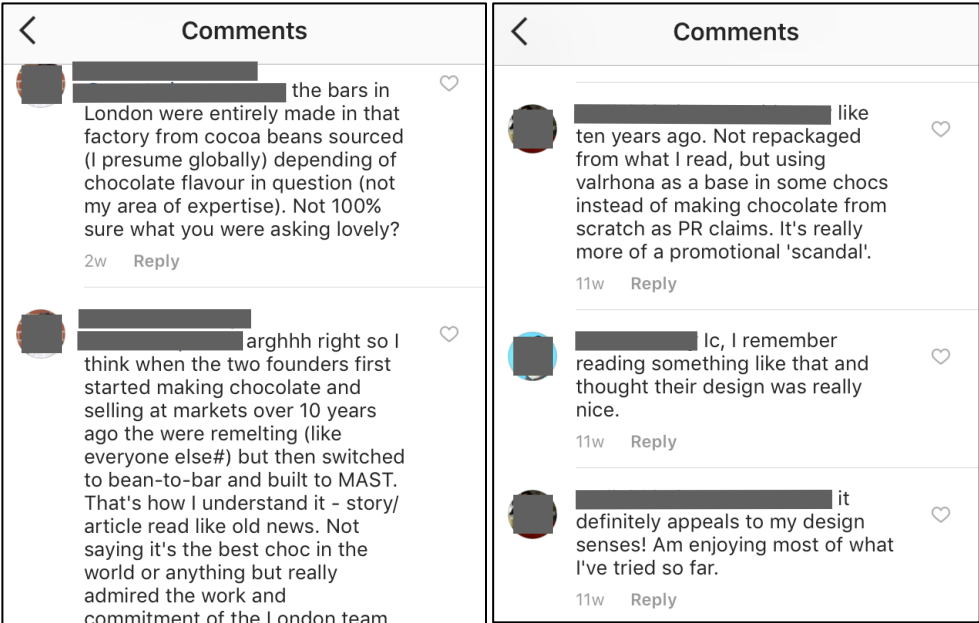 Comments
the bars in
London were entirely made in that
factory from cocoa beans sourced
(I presume globally) depending of
chocolate flavour in question (not
my area of expertise). Not 100%
sure what you were asking lovely?
2w Reply
arghhh right so I
think when the two founders first
started making chocolate and
selling at markets over 10 years
ago the were remelting (like
everyone else#) but then switched
to bean-to-bar and built to MAST.
That's how I understand it - story/
article read like old news. Not
saying it's the best choc in the
world or anything but really
admired the work and
commitment of the London team
Comments
like
ten years ago. Not repackaged
from what I read, but using
valrhona as a base in some chocs
instead of making chocolate from
scratch as PR claims. It's really
more of a promotional 'scandal'.
11w Reply
Ic, I remember
reading something like that and
thought their design was really
nice.
11w Reply
it
definitely appeals to my design
senses! Am enjoying most of what
I've tried so far.
11w Reply